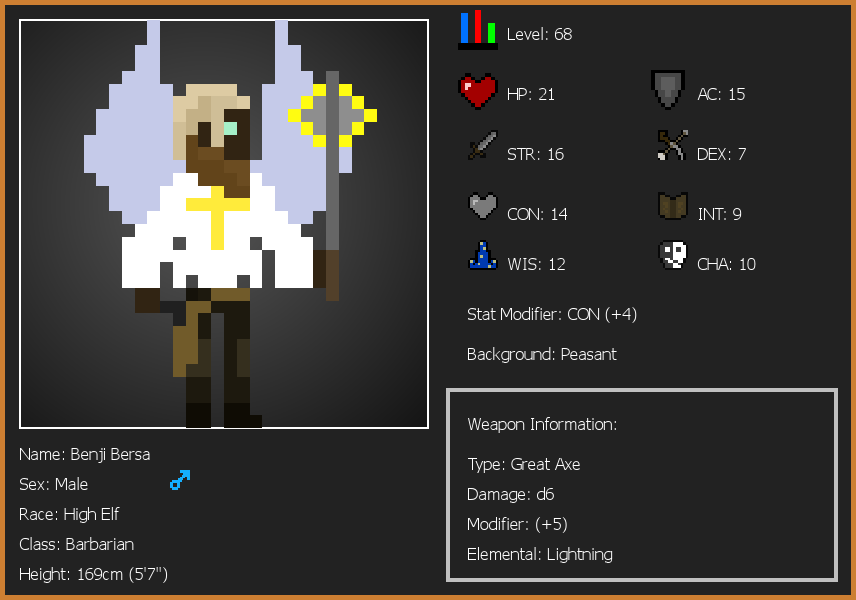 Level: 68
HP: 21
AC: 15
STR: 16
DEX: 7
CON: 14
INT: 9
WIS: 12
CHA: 10
Stat Modifier: CON (+4)
Background: Peasant
Weapon Information:
Type: Great Axe
Damage: d6
Modifier: (+5)
Elemental: Lightning
Name: Benji Bersa
Sex: Male
Race: High Elf
Class: Barbarian
Height: 169cm (5'7")